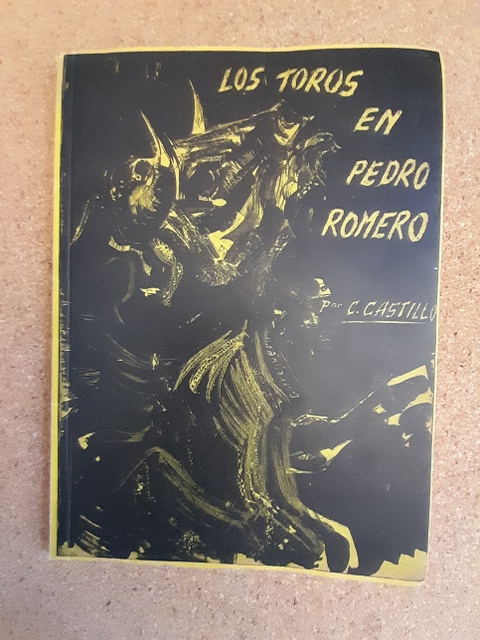 LOS TOROS
EN
PEDRO
ROMERO
Por C. CASTILLO